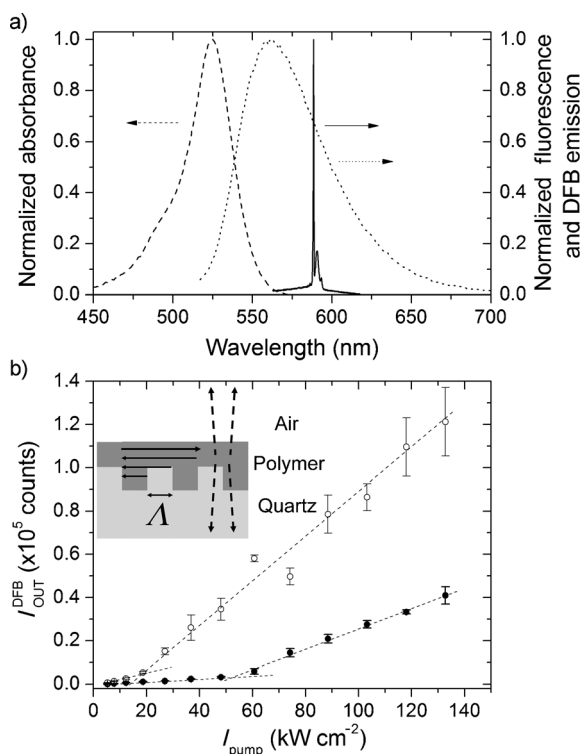 a)
Normalized absorbance
1.0
0.8
0.6
0.4
0.2
0.0
1.0
0.8
0.6
0.4
0.2
0.0
Normalized fluorescence
and DFB emission
450 500 550 600 650 700
Wavelength (nm)
b)
I_OUT^DFB (x10^5 counts)
1.4
1.2
1.0
0.8
0.6
0.4
0.2
0.0
Air
Polymer
Quartz
Λ
0 20 40 60 80 100 120 140
I_pump (kW cm^-2)